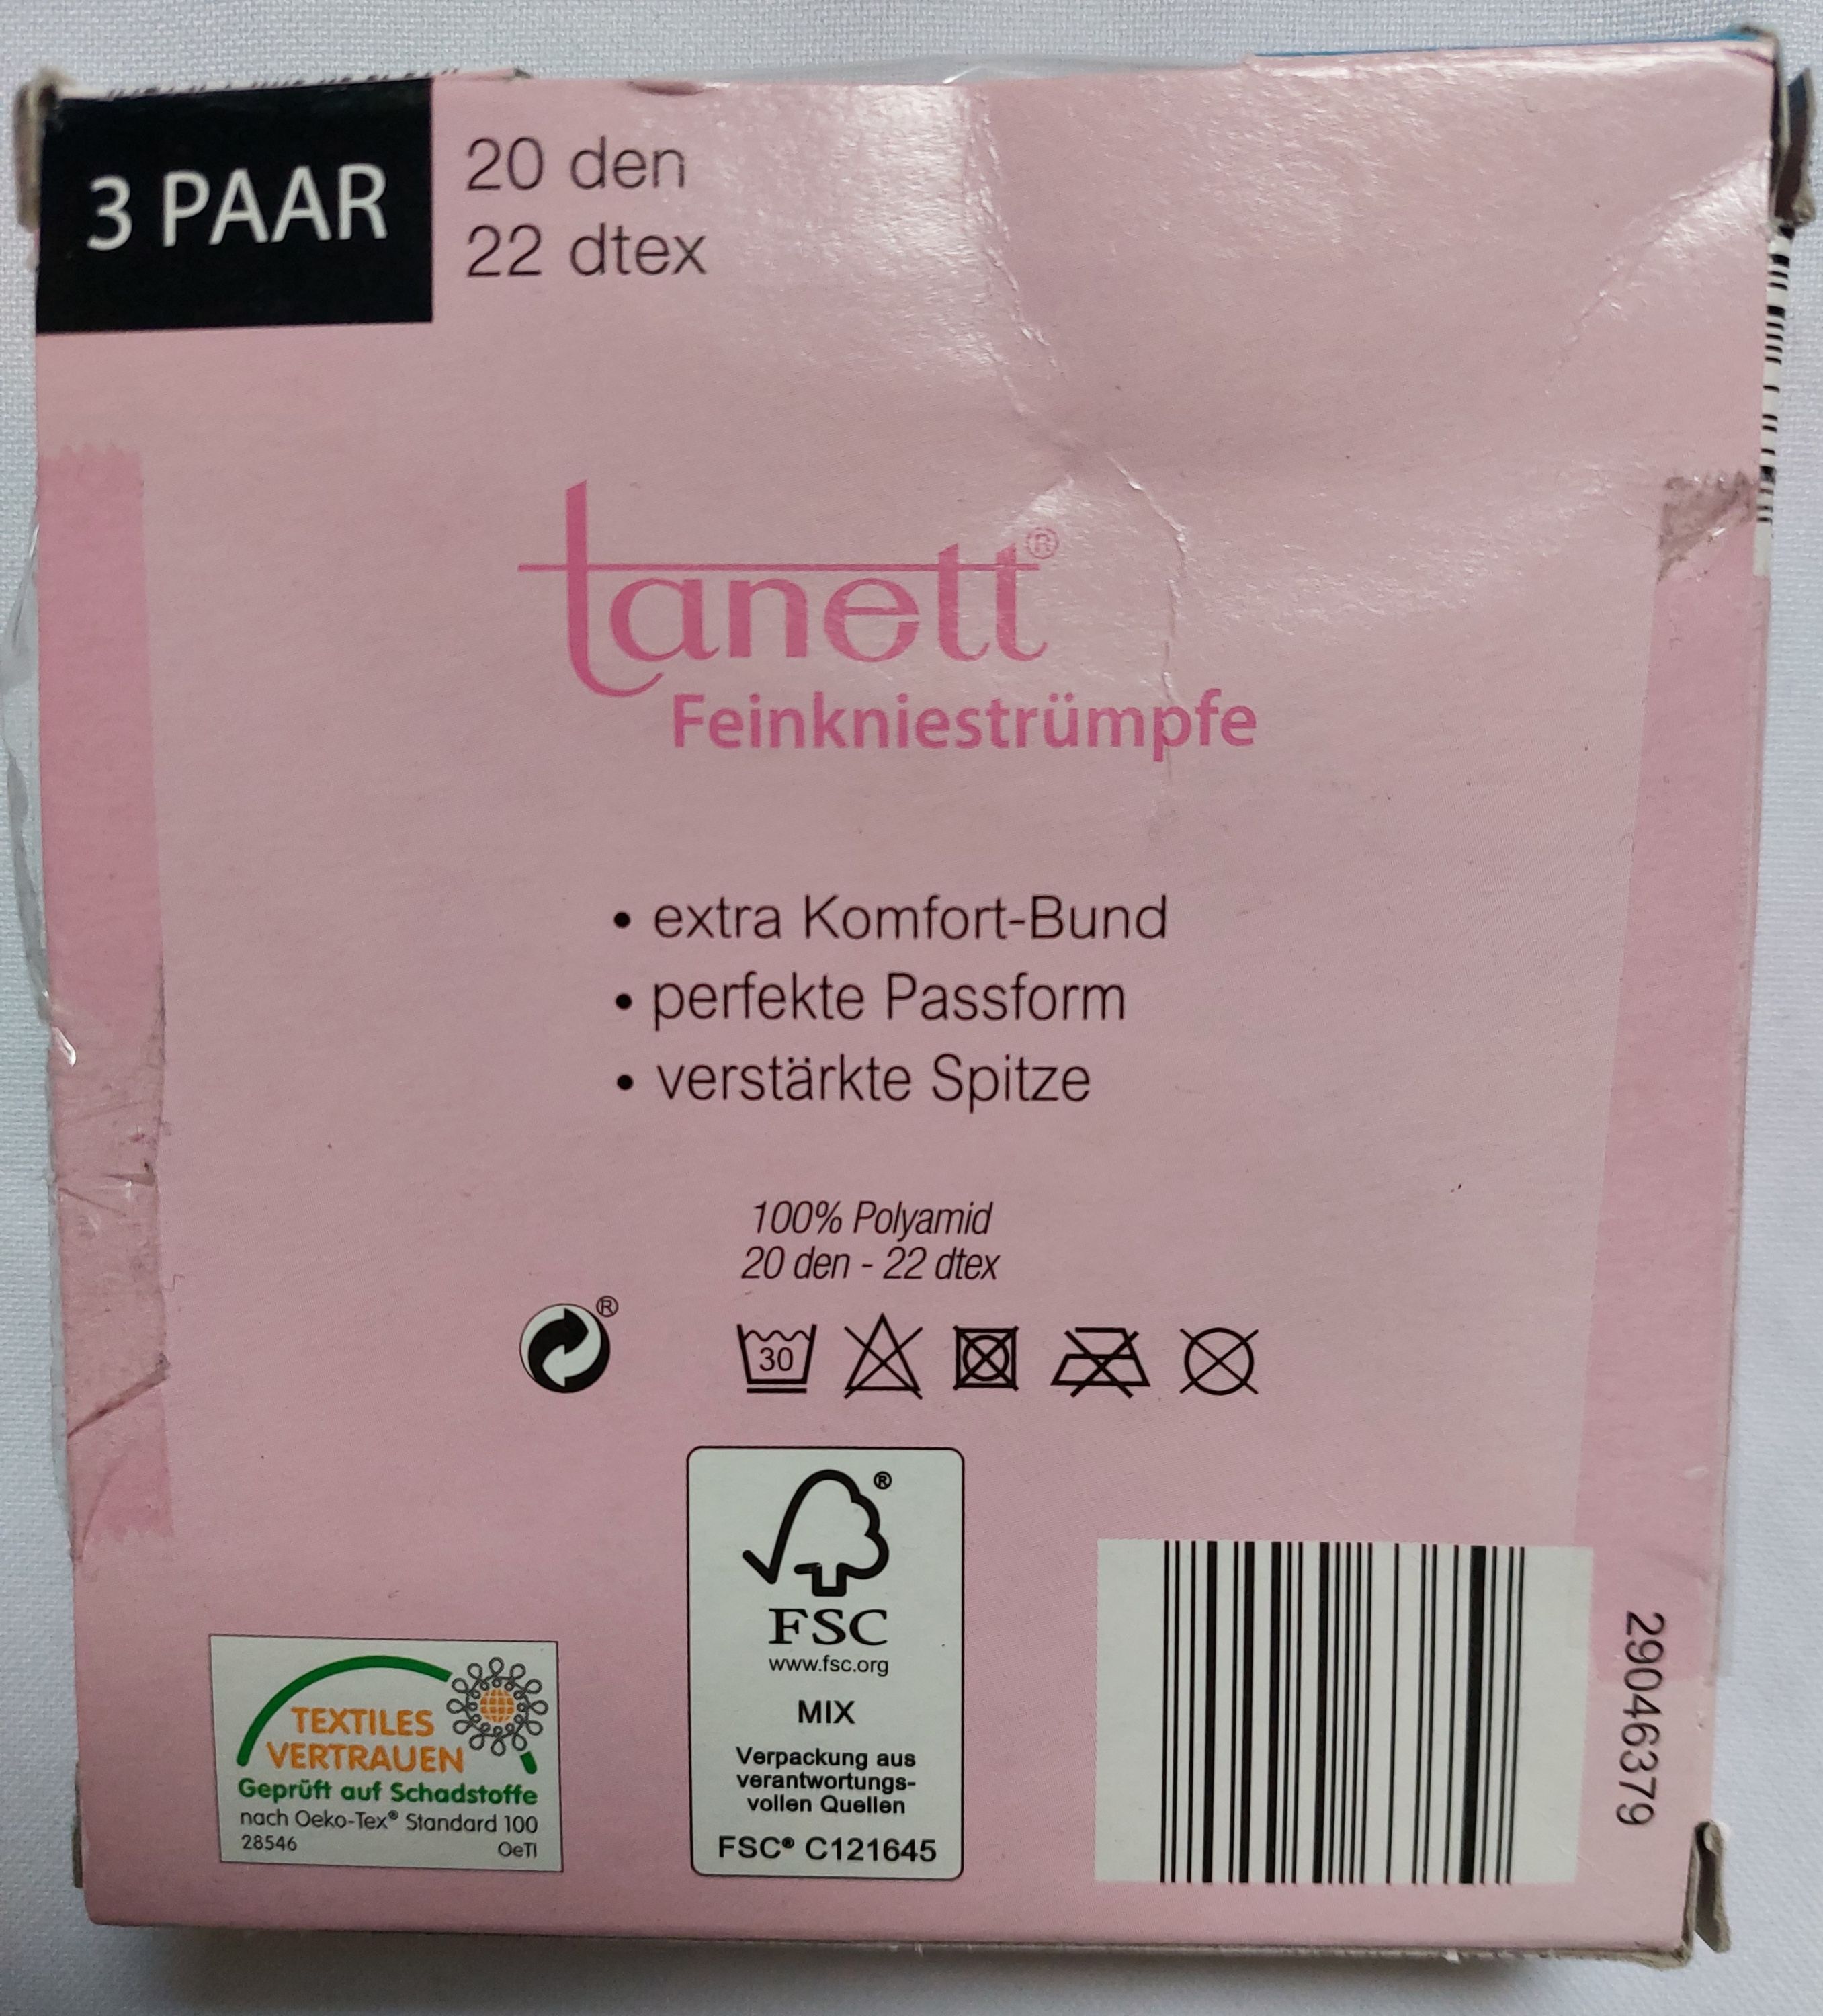 3 PAAR
20 den
22 dtex
tanett®
Feinkniestrümpfe
• extra Komfort-Bund
• perfekte Passform
• verstärkte Spitze
100% Polyamid
20 den - 22 dtex
®
30
®
FSC
www.fsc.org
MIX
Verpackung aus
verantwortungs-
vollen Quellen
FSC® C121645
TEXTILES
VERTRAUEN
Geprüft auf Schadstoffe
nach Oeko-Tex® Standard 100
28546 OeTI
29046379